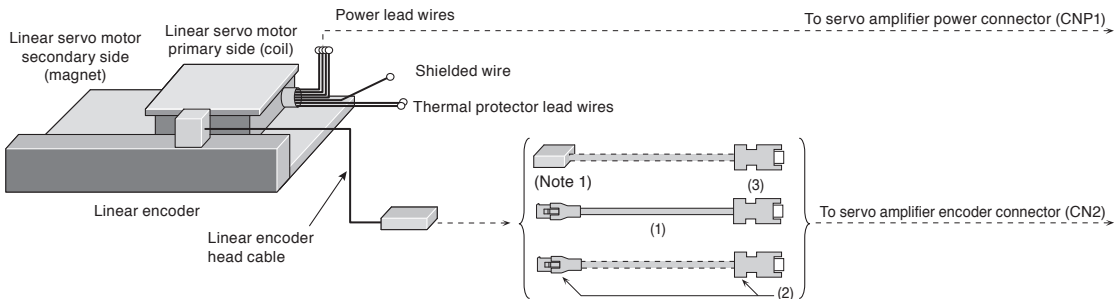 Power lead wires
To servo amplifier power connector (CNP1)
Linear servo motor
secondary side
(magnet)
Linear servo motor
primary side (coil)
Shielded wire
Thermal protector lead wires
(Note 1)
(3)
Linear encoder
(1)
To servo amplifier encoder connector (CN2)
Linear encoder
head cable
(2)